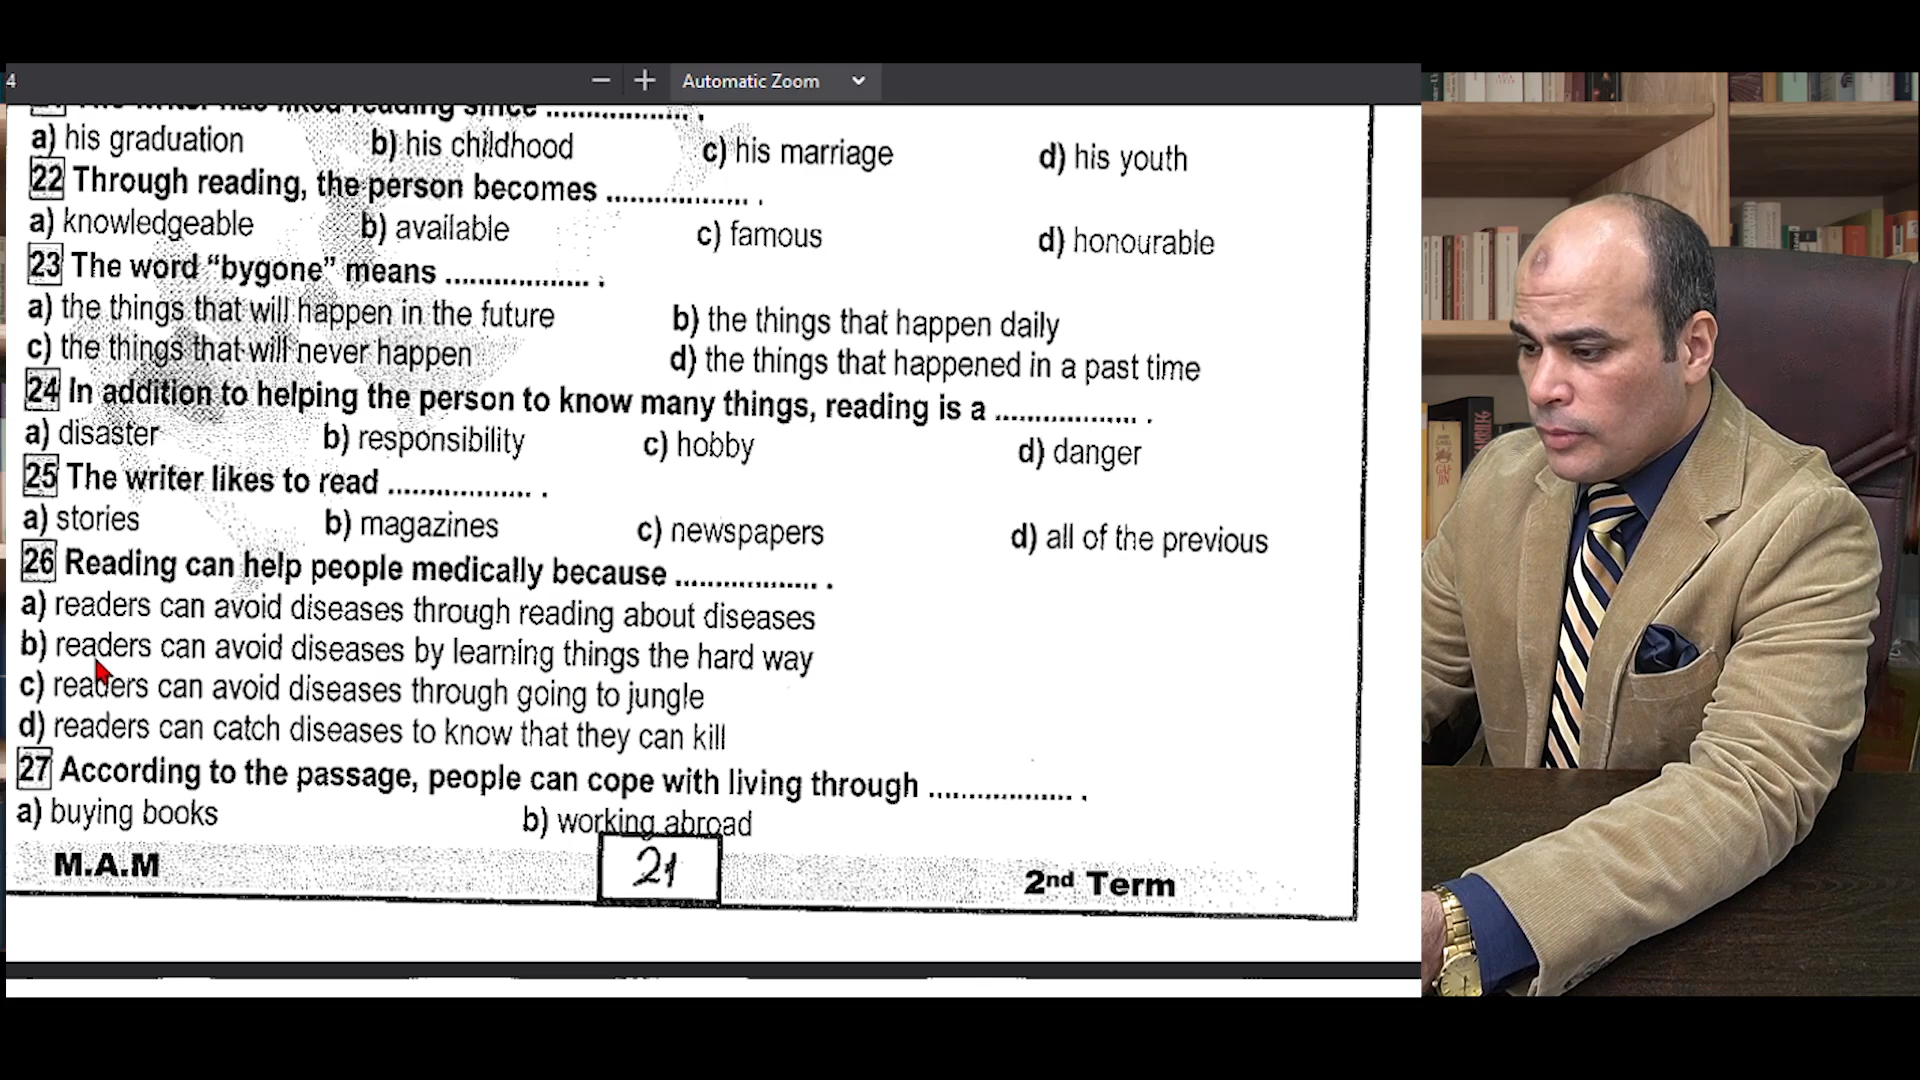 4
Automatic Zoom
The writer has liked reading since .................. .
a) his graduation b) his childhood c) his marriage d) his youth
22 Through reading, the person becomes .................. .
a) knowledgeable b) available c) famous d) honourable
23 The word “bygone” means .................. .
a) the things that will happen in the future b) the things that happen daily
c) the things that will never happen d) the things that happened in a past time
24 In addition to helping the person to know many things, reading is a .................. .
a) disaster b) responsibility c) hobby d) danger
25 The writer likes to read .................. .
a) stories b) magazines c) newspapers d) all of the previous
26 Reading can help people medically because .................. .
a) readers can avoid diseases through reading about diseases
b) readers can avoid diseases by learning things the hard way
c) readers can avoid diseases through going to jungle
d) readers can catch diseases to know that they can kill
27 According to the passage, people can cope with living through .................. .
a) buying books b) working abroad
M.A.M 21 2nd Term